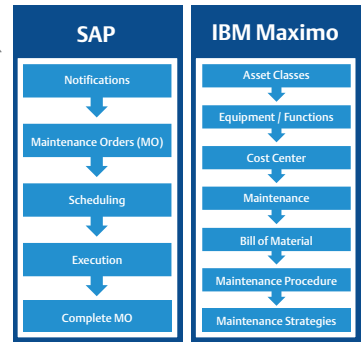 SAP
Notifications
Maintenance Orders (MO)
Scheduling
Execution
Complete MO
IBM Maximo
Asset Classes
Equipment / Functions
Cost Center
Maintenance
Bill of Material
Maintenance Procedure
Maintenance Strategies